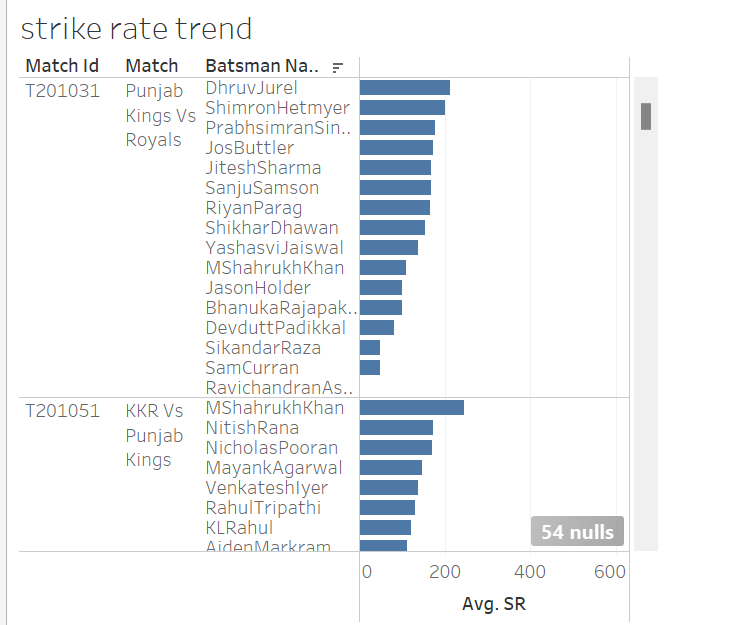 strike rate trend
Match Id Match Batsman Na..
T201031 Punjab Kings Vs Royals DhruvJurel
ShimronHetmyer
PrabhsimranSin..
JosButtler
JiteshSharma
SanjuSamson
RiyanParag
ShikharDhawan
YashasviJaiswal
MShahrukhKhan
JasonHolder
BhanukaRajapak..
DevduttPadikkal
SikandarRaza
SamCurran
RavichandranAs..
T201051 KKR Vs Punjab Kings MShahrukhKhan
NitishRana
NicholasPooran
MayankAgarwal
VenkateshIyer
RahulTripathi
KLRahul
AidenMarkram
54 nulls
0 200 400 600
Avg. SR